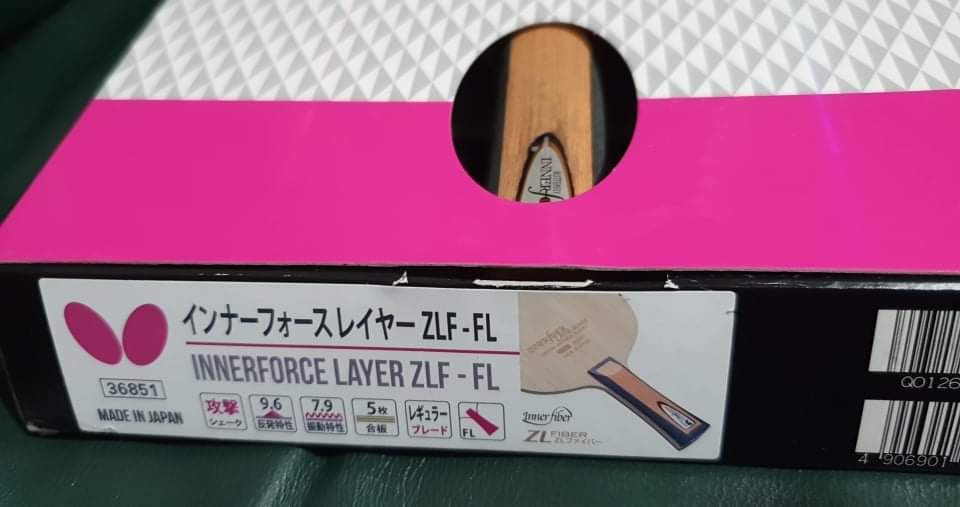 INNERfo
インナーフォースレイヤー ZLF - FL
INNERFORCE LAYER ZLF - FL
36851
MADE IN JAPAN
攻撃
シェーク
9.6
反発特性
7.9
振動特性
5枚
合板
レギュラー
ブレード
FL
Innerfiber
ZL FIBER
ZLファイバー
Q0126
4 906901